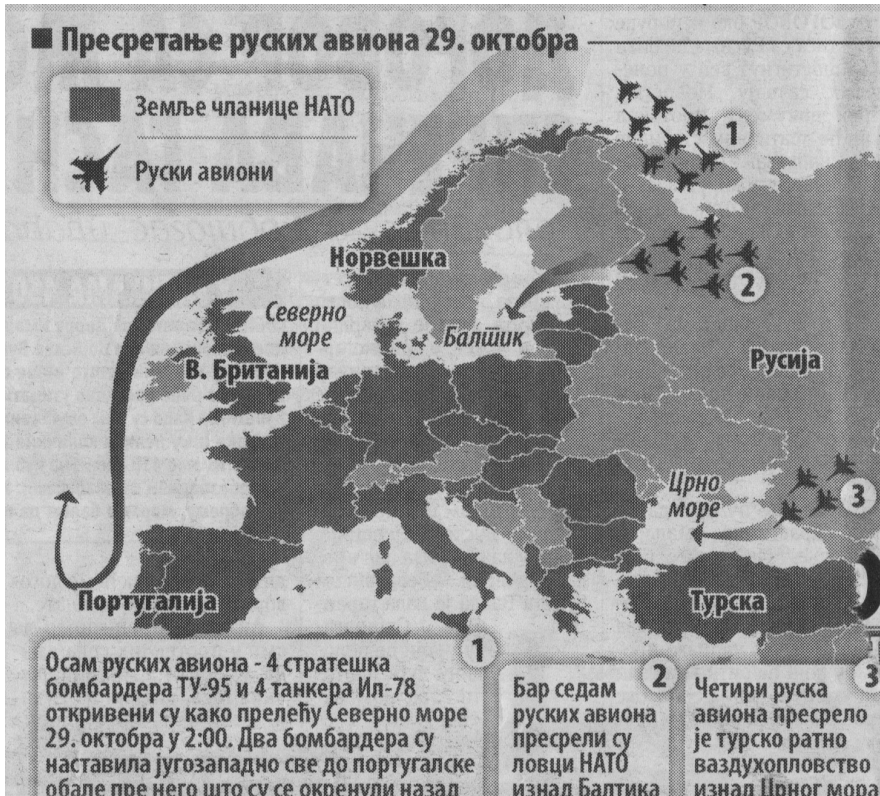 Пресретање руских авиона 29. октобра
Земље чланице НАТО
Руски авиони
1
2
3
Норвешка
Северно
море
Балтик
В. Британија
Русија
Црно
море
Португалија
Турска
1
Осам руских авиона - 4 стратешка
бомбардера ТУ-95 и 4 танкера Ил-78
откривени су како прелећу Северно море
29. октобра у 2:00. Два бомбардера су
наставила југозападно све до португалске
обале пре него што су се окренули назад
2
Бар седам
руских авиона
пресрели су
ловци НАТО
изнад Балтика
3
Четири руска
авиона пресрело
је турско ратно
ваздухопловство
изнад Црног мора